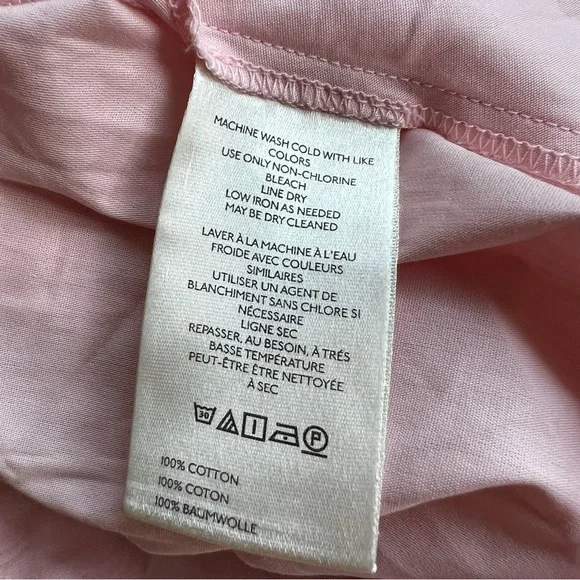 MACHINE WASH COLD WITH LIKE
COLORS
USE ONLY NON-CHLORINE
BLEACH
LINE DRY
LOW IRON AS NEEDED
MAY BE DRY CLEANED
LAVER À LA MACHINE À L'EAU
FROIDE AVEC COULEURS
SIMILAIRES
UTILISER UN AGENT DE
BLANCHIMENT SANS CHLORE SI
NÉCESSAIRE
LIGNE SEC
REPASSER, AU BESOIN, À TRÉS
BASSE TEMPÉRATURE
PEUT-ÊTRE ÊTRE NETTOYÉE
À SEC
30 P
100% COTTON
100% COTON
100% BAUMWOLLE